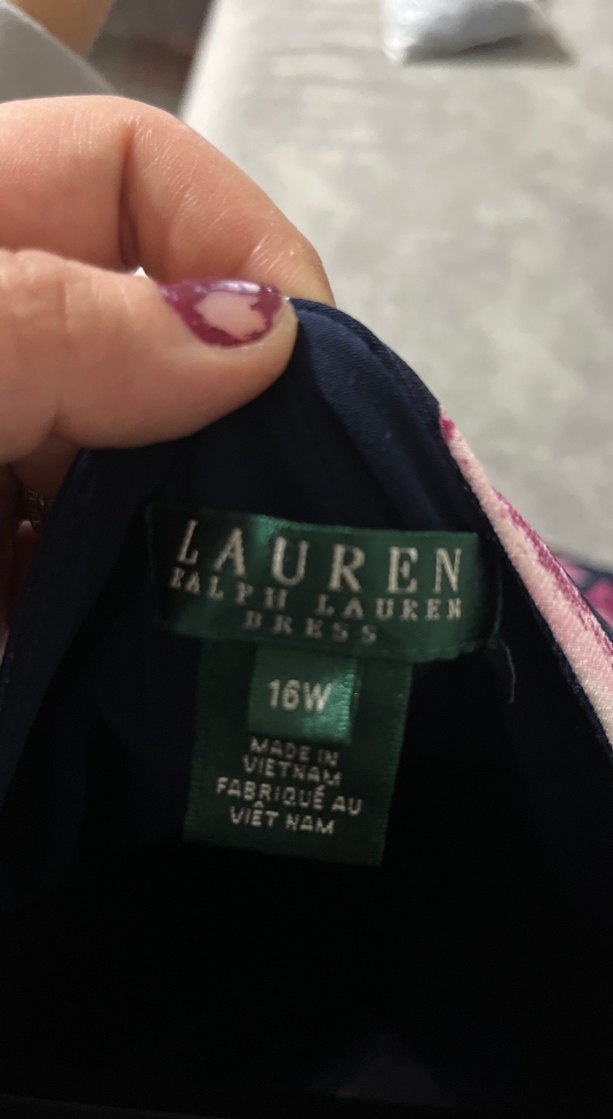 LAUREN
RALPH LAUREN
DRESS
16W
MADE IN
VIETNAM
FABRIQUÉ AU
VIÊT NAM